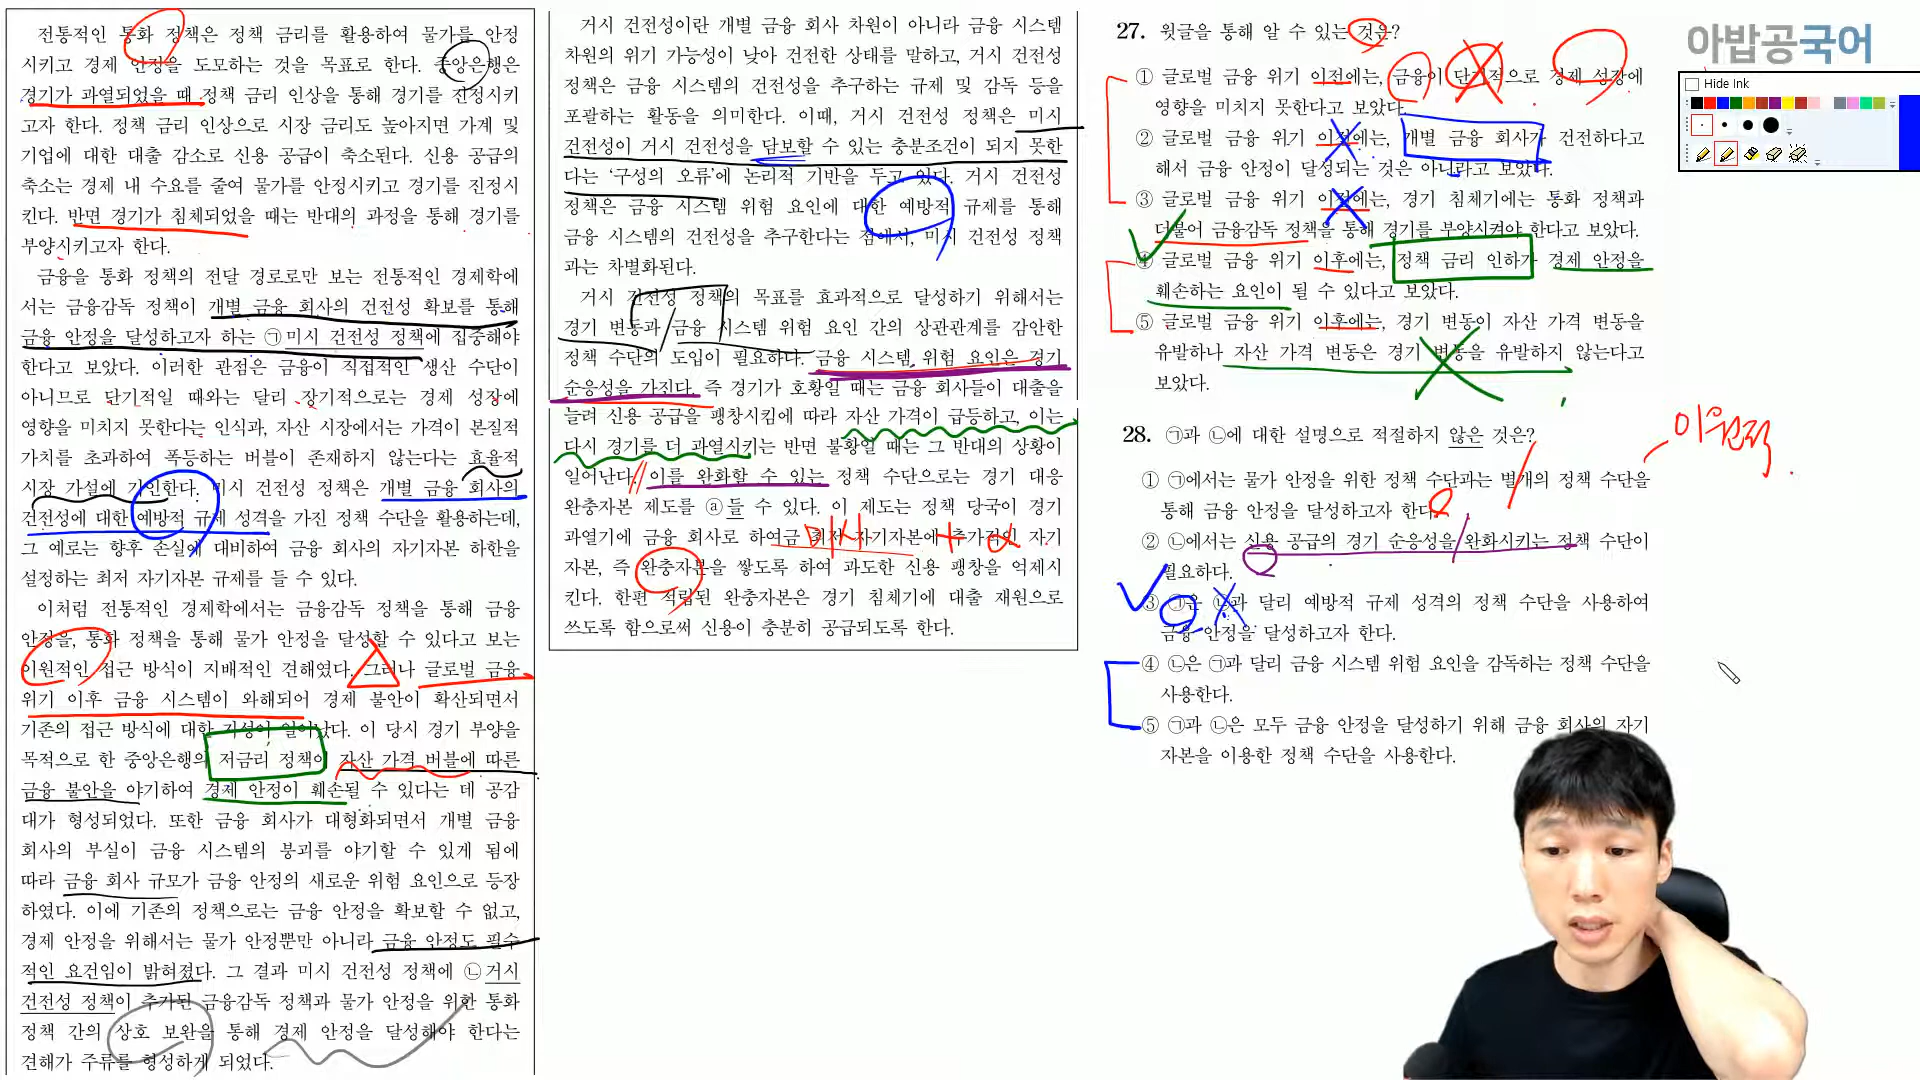 전통적인 통화 정책은 정책 금리를 활용하여 물가를 안정
시키고 경제 안정을 도모하는 것을 목표로 한다. 중앙은행은
경기가 과열되었을 때 정책 금리 인상을 통해 경기를 진정시키
고자 한다. 정책 금리 인상으로 시장 금리도 높아지면 가계 및
기업에 대한 대출 감소로 신용 공급이 축소된다. 신용 공급의
축소는 경제 내 수요를 줄여 물가를 안정시키고 경기를 진정시
킨다. 반면 경기가 침체되었을 때는 반대의 과정을 통해 경기를
부양시키고자 한다.
금융을 통화 정책의 전달 경로로만 보는 전통적인 경제학에
서는 금융감독 정책이 개별 금융 회사의 건전성 확보를 통해
금융 안정을 달성하고자 하는 ㉠미시 건전성 정책에 집중해야
한다고 보았다. 이러한 관점은 금융이 직접적인 생산 수단이
아니므로 단기적일 때와는 달리 장기적으로는 경제 성장에
영향을 미치지 못한다는 인식과, 자산 시장에서는 가격이 본질적
가치를 초과하여 폭등하는 버블이 존재하지 않는다는 효율적
시장 가설에 기인한다. 미시 건전성 정책은 개별 금융 회사의
건전성에 대한 예방적 규제 성격을 가진 정책 수단을 활용하는데,
그 예로는 향후 손실에 대비하여 금융 회사의 자기자본 하한을
설정하는 최저 자기자본 규제를 들 수 있다.
이처럼 전통적인 경제학에서는 금융감독 정책을 통해 금융
안정을, 통화 정책을 통해 물가 안정을 달성할 수 있다고 보는
이원적인 접근 방식이 지배적인 견해였다. 그러나 글로벌 금융
위기 이후 금융 시스템이 와해되어 경제 불안이 확산되면서
기존의 접근 방식에 대한 자성이 일어났다. 이 당시 경기 부양을
목적으로 한 중앙은행의 저금리 정책이 자산 가격 버블에 따른
금융 불안을 야기하여 경제 안정이 훼손될 수 있다는 데 공감
대가 형성되었다. 또한 금융 회사가 대형화되면서 개별 금융
회사의 부실이 금융 시스템의 붕괴를 야기할 수 있게 됨에
따라 금융 회사 규모가 금융 안정의 새로운 위험 요인으로 등장
하였다. 이에 기존의 정책으로는 금융 안정을 확보할 수 없고,
경제 안정을 위해서는 물가 안정뿐만 아니라 금융 안정도 필수
적인 요건임이 밝혀졌다. 그 결과 미시 건전성 정책에 ㉡거시
건전성 정책이 추가된 금융감독 정책과 물가 안정을 위한 통화
정책 간의 상호 보완을 통해 경제 안정을 달성해야 한다는
견해가 주류를 형성하게 되었다.
거시 건전성이란 개별 금융 회사 차원이 아니라 금융 시스템
차원의 위기 가능성이 낮아 건전한 상태를 말하고, 거시 건전성
정책은 금융 시스템의 건전성을 추구하는 규제 및 감독 등을
포괄하는 활동을 의미한다. 이때, 거시 건전성 정책은 미시
건전성이 거시 건전성을 담보할 수 있는 충분조건이 되지 못한
다는 ‘구성의 오류’에 논리적 기반을 두고 있다. 거시 건전성
정책은 금융 시스템 위험 요인에 대한 예방적 규제를 통해
금융 시스템의 건전성을 추구한다는 점에서, 미시 건전성 정책
과는 차별화된다.
거시 건전성 정책의 목표를 효과적으로 달성하기 위해서는
경기 변동과 금융 시스템 위험 요인 간의 상관관계를 감안한
정책 수단의 도입이 필요하다. 금융 시스템 위험 요인은 경기
순응성을 가진다. 즉 경기가 호황일 때는 금융 회사들이 대출을
늘려 신용 공급을 팽창시킴에 따라 자산 가격이 급등하고, 이는
다시 경기를 더 과열시키는 반면 불황일 때는 그 반대의 상황이
일어난다. 이를 완화할 수 있는 정책 수단으로는 경기 대응
완충자본 제도를 ⓐ들 수 있다. 이 제도는 정책 당국이 경기
과열기에 금융 회사로 하여금 최저 자기자본에 추가적인 자기
미시 + α
자본, 즉 완충자본을 쌓도록 하여 과도한 신용 팽창을 억제시
킨다. 한편 적립된 완충자본은 경기 침체기에 대출 재원으로
쓰도록 함으로써 신용이 충분히 공급되도록 한다.
27. 윗글을 통해 알 수 있는 것은?
① 글로벌 금융 위기 이전에는, 금융이 단기적으로 경제 성장에
영향을 미치지 못한다고 보았다.
② 글로벌 금융 위기 이전에는, 개별 금융 회사가 건전하다고
해서 금융 안정이 달성되는 것은 아니라고 보았다.
③ 글로벌 금융 위기 이전에는, 경기 침체기에는 통화 정책과
더불어 금융감독 정책을 통해 경기를 부양시켜야 한다고 보았다.
④ 글로벌 금융 위기 이후에는, 정책 금리 인하가 경제 안정을
훼손하는 요인이 될 수 있다고 보았다.
⑤ 글로벌 금융 위기 이후에는, 경기 변동이 자산 가격 변동을
유발하나 자산 가격 변동은 경기 변동을 유발하지 않는다고
보았다.
28. ㉠과 ㉡에 대한 설명으로 적절하지 않은 것은?
이원적
① ㉠에서는 물가 안정을 위한 정책 수단과는 별개의 정책 수단을
통해 금융 안정을 달성하고자 한다.
② ㉡에서는 신용 공급의 경기 순응성을 완화시키는 정책 수단이
필요하다.
③ ㉠은 ㉡과 달리 예방적 규제 성격의 정책 수단을 사용하여
금융 안정을 달성하고자 한다.
④ ㉡은 ㉠과 달리 금융 시스템 위험 요인을 감독하는 정책 수단을
사용한다.
⑤ ㉠과 ㉡은 모두 금융 안정을 달성하기 위해 금융 회사의 자기
자본을 이용한 정책 수단을 사용한다.
아밥공국어
Hide Ink